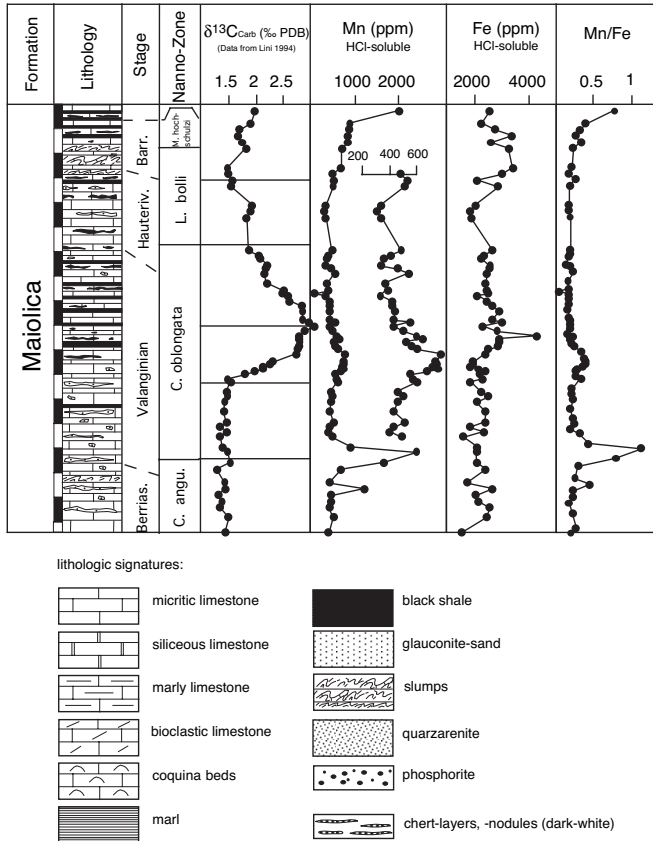 Formation
Lithology
Stage
Nanno-Zone
δ13CCarb (‰ PDB)
(Data from Lini 1994)
1.5 2 2.5
Mn (ppm)
HCl-soluble
1000 2000
Fe (ppm)
HCl-soluble
2000 4000
Mn/Fe
0.5 1
Maiolica
Barr.
Hauteriv.
Valanginian
Berrias.
M. hoch-
schulzi
L. bolli
C. oblongata
C. angu.
200 600
400
lithologic signatures:
micritic limestone
siliceous limestone
marly limestone
bioclastic limestone
coquina beds
marl
black shale
glauconite-sand
slumps
quarzarenite
phosphorite
chert-layers, -nodules (dark-white)